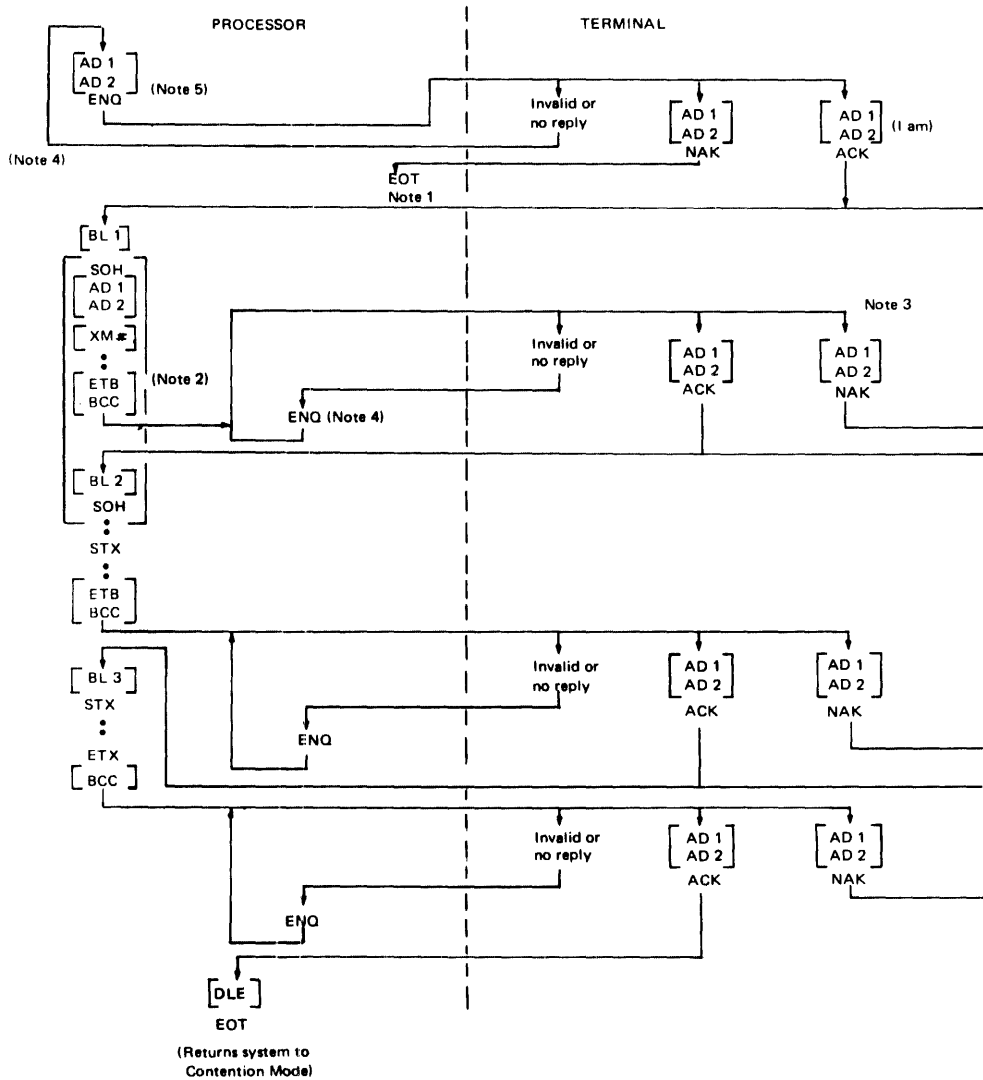 PROCESSOR TERMINAL
[AD 1
AD 2]
ENQ (Note 5)
Invalid or
no reply
[AD 1
AD 2]
NAK
[AD 1
AD 2] (I am)
ACK
(Note 4)
EOT
Note 1
[BL 1]
[SOH
[AD 1
AD 2]
[XM#]
•
•
[ETB
BCC] (Note 2)
Note 3
Invalid or
no reply
[AD 1
AD 2]
ACK
[AD 1
AD 2]
NAK
ENQ (Note 4)
[BL 2]
SOH]
•
•
STX
•
•
[ETB
BCC]
Invalid or
no reply
[AD 1
AD 2]
ACK
[AD 1
AD 2]
NAK
ENQ
[BL 3]
STX
•
•
ETX
[BCC]
Invalid or
no reply
[AD 1
AD 2]
ACK
[AD 1
AD 2]
NAK
ENQ
[DLE]
EOT
(Returns system to
Contention Mode)